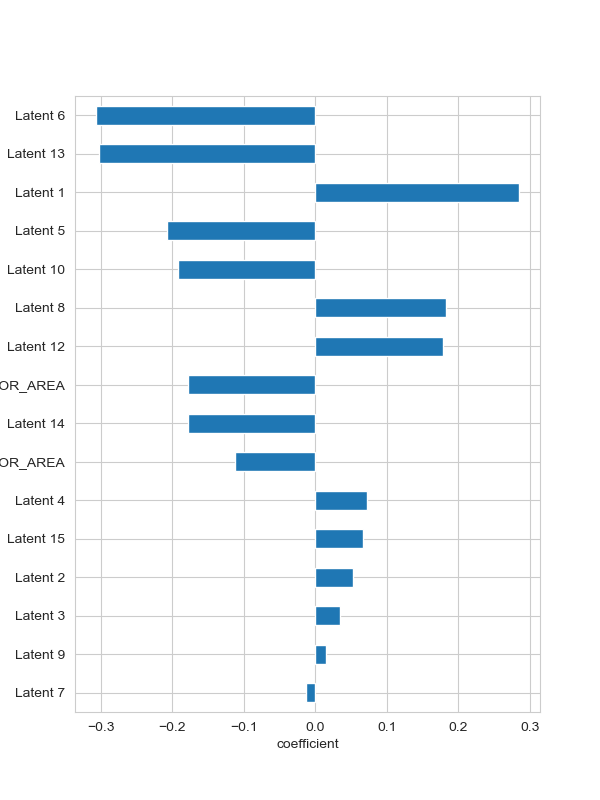 Latent 6
Latent 13
Latent 1
Latent 5
Latent 10
Latent 8
Latent 12
OR_AREA
Latent 14
OR_AREA
Latent 4
Latent 15
Latent 2
Latent 3
Latent 9
Latent 7
−0.3 −0.2 −0.1 0.0 0.1 0.2 0.3
coefficient